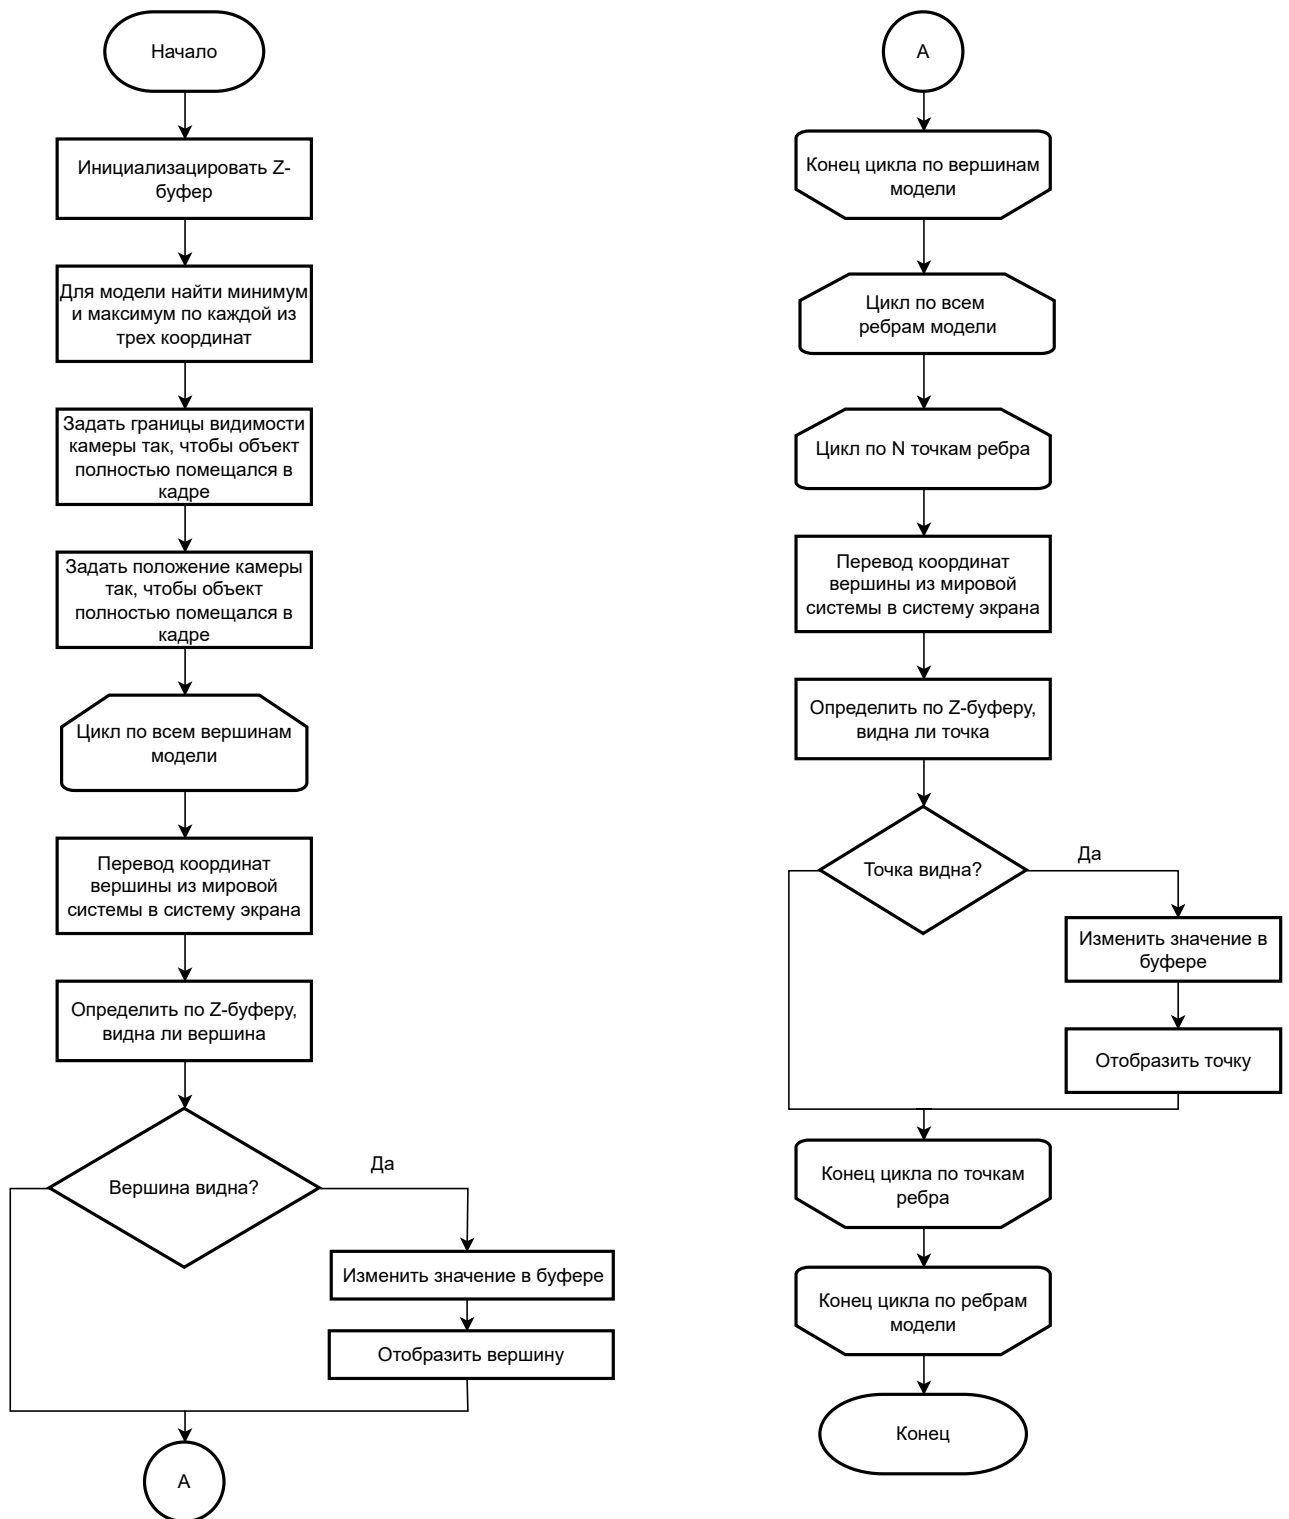 Начало
Инициализацировать Z-
буфер
Для модели найти минимум
и максимум по каждой из
трех координат
Задать границы видимости
камеры так, чтобы объект
полностью помещался в
кадре
Задать положение камеры
так, чтобы объект
полностью помещался в
кадре
Цикл по всем вершинам
модели
Перевод координат
вершины из мировой
системы в систему экрана
Определить по Z-буферу,
видна ли вершина
Вершина видна?
Да
Изменить значение в буфере
Отобразить вершину
А
А
Конец цикла по вершинам
модели
Цикл по всем
ребрам модели
Цикл по N точкам ребра
Перевод координат
вершины из мировой
системы в систему экрана
Определить по Z-буферу,
видна ли точка
Точка видна?
Да
Изменить значение в
буфере
Отобразить точку
Конец цикла по точкам
ребра
Конец цикла по ребрам
модели
Конец